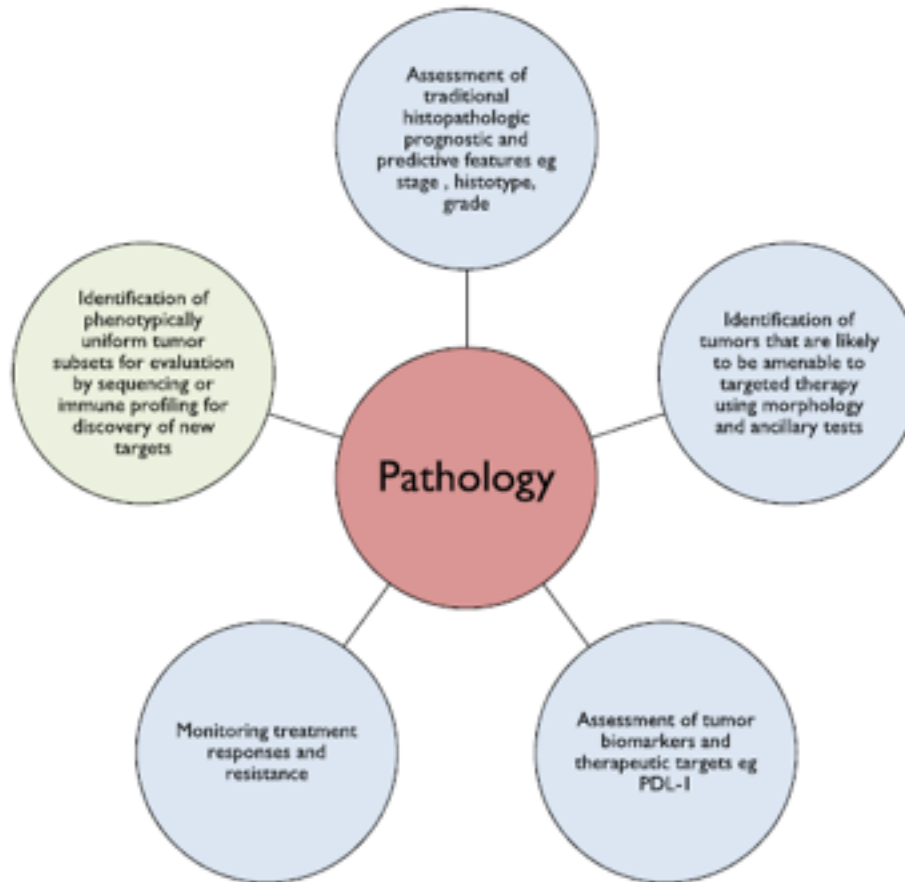 Assessment of
traditional
histopathologic
prognostic and
predictive features eg
stage , histotype,
grade
Identification of
phenotypically
uniform tumor
subsets for evaluation
by sequencing or
immune profiling for
discovery of new
targets
Identification of
tumors that are likely
to be amenable to
targeted therapy
using morphology
and ancillary tests
Pathology
Monitoring treatment
responses and
resistance
Assessment of tumor
biomarkers and
therapeutic targets eg
PDL-1